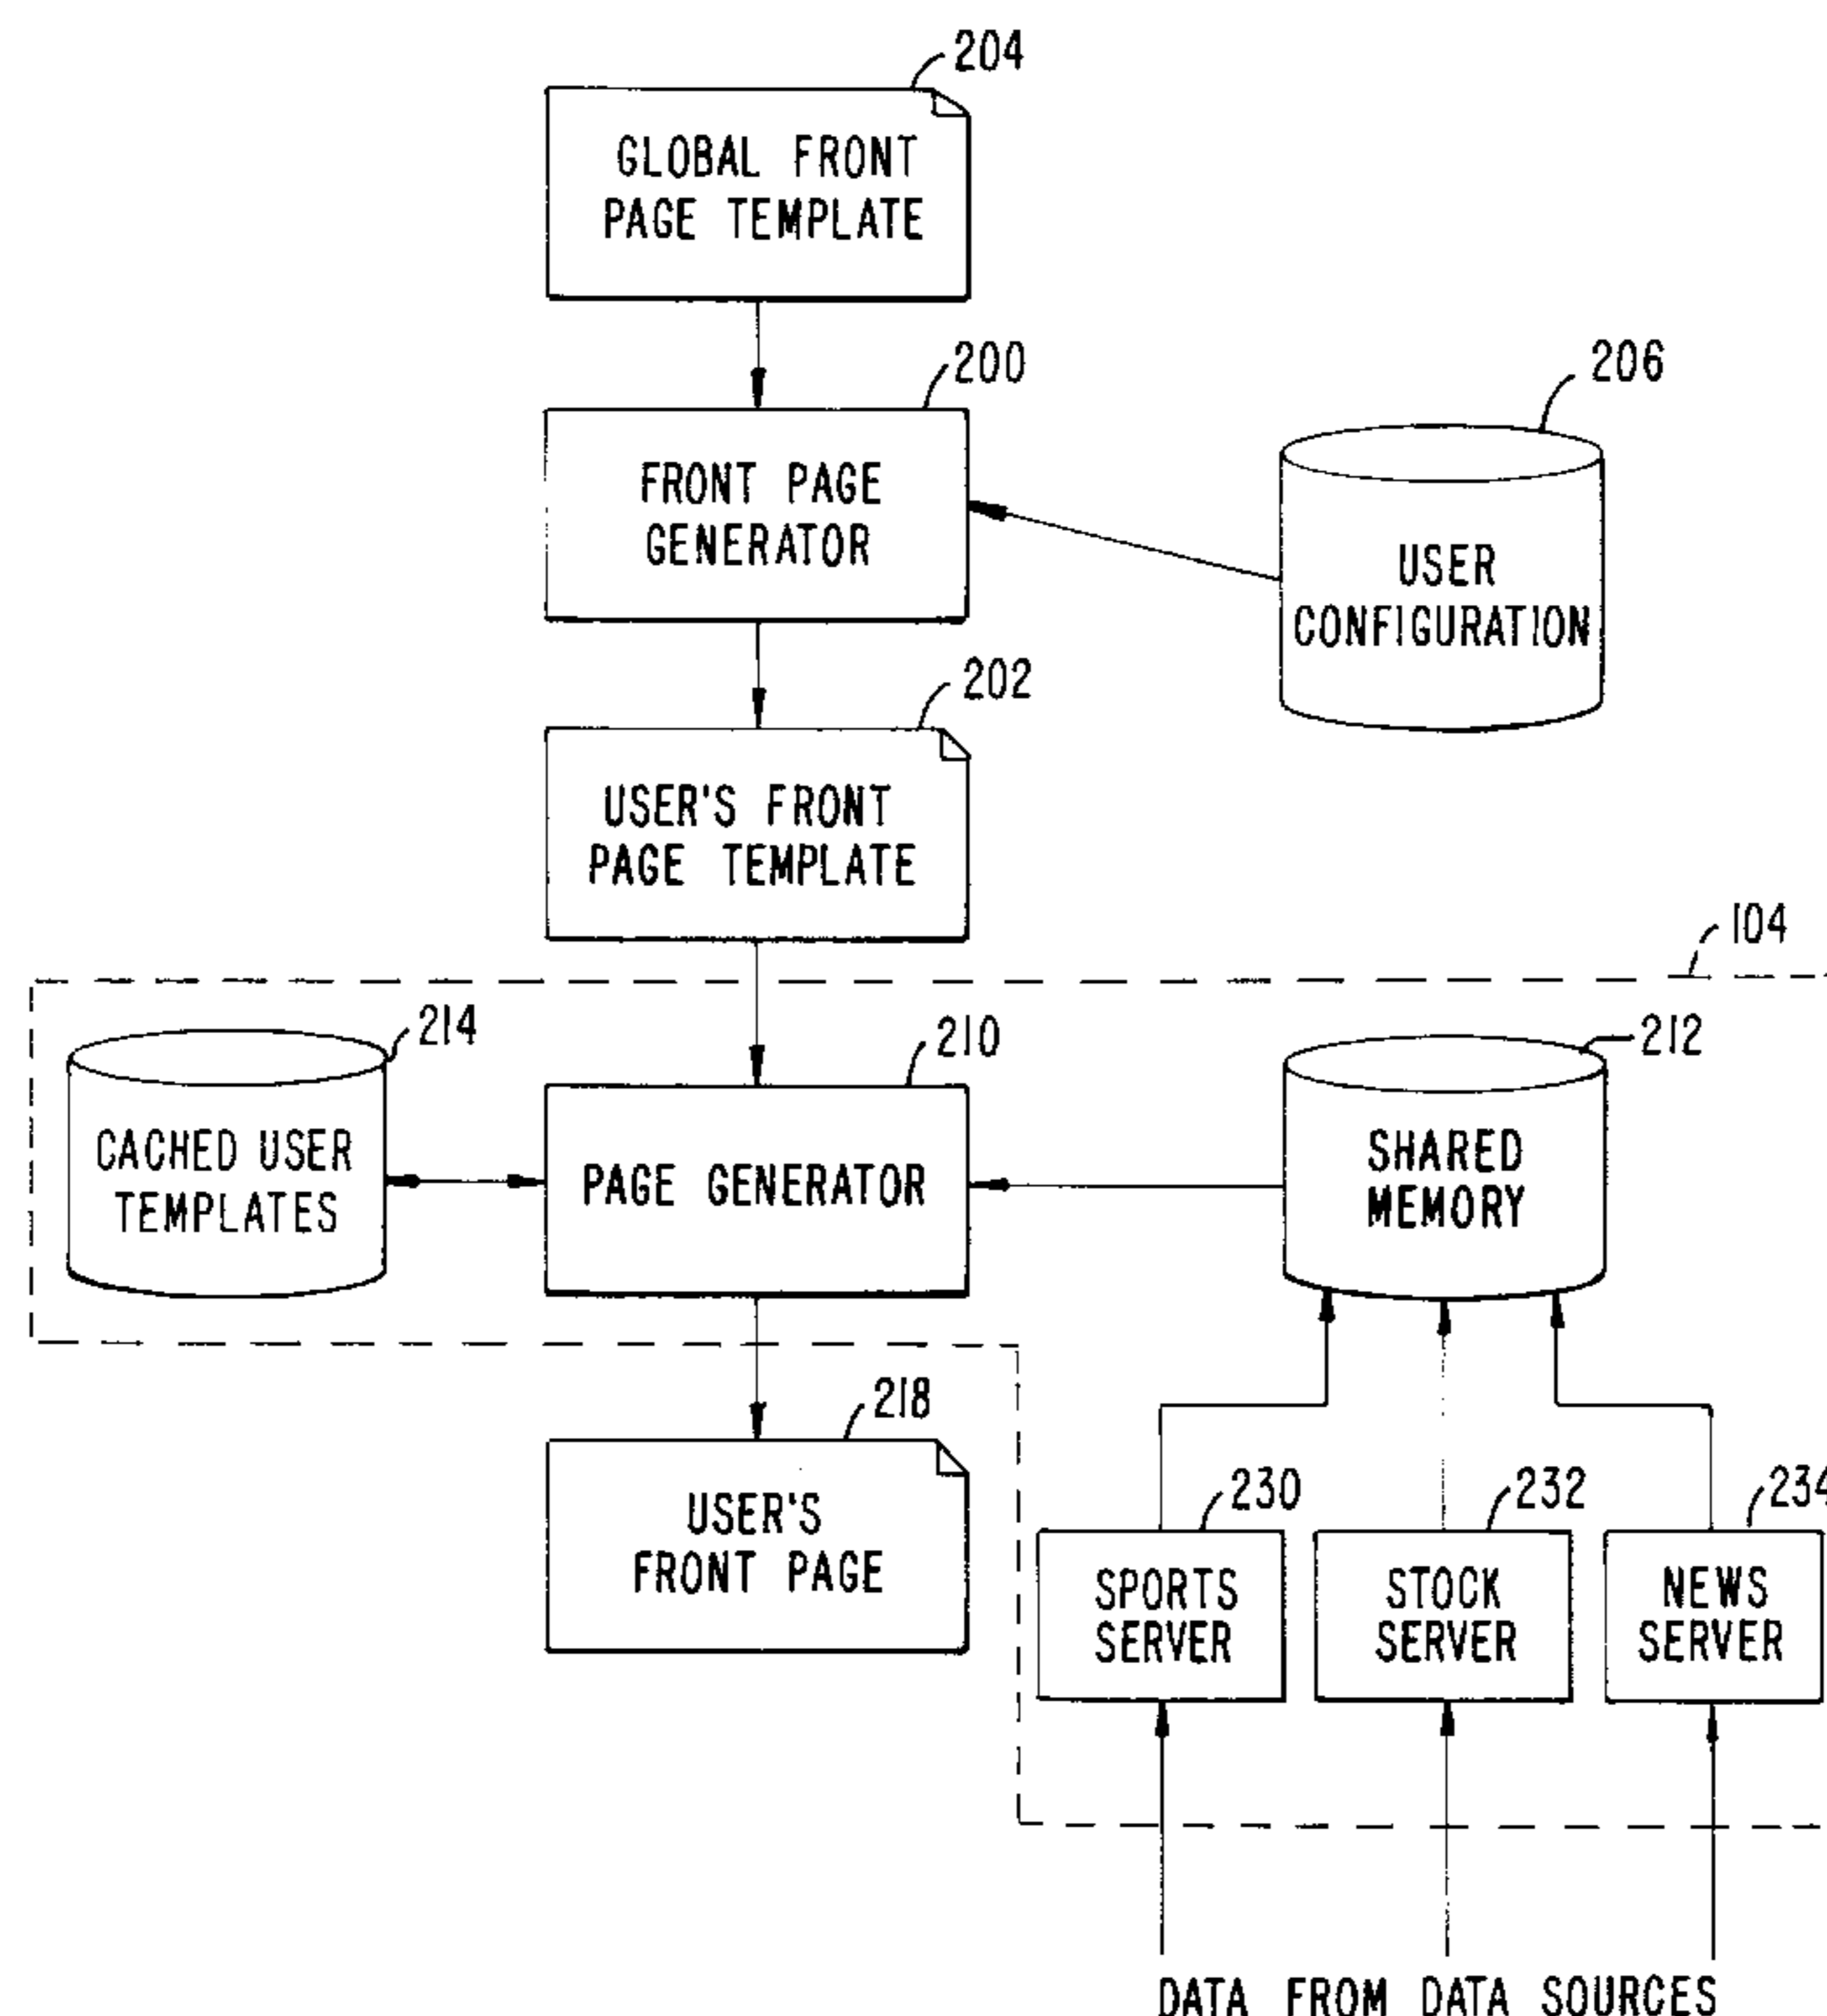 204
GLOBAL FRONT
PAGE TEMPLATE
200
FRONT PAGE
GENERATOR
206
USER
CONFIGURATION
202
USER'S FRONT
PAGE TEMPLATE
104
214
CACHED USER
TEMPLATES
210
PAGE GENERATOR
212
SHARED
MEMORY
218
USER'S
FRONT PAGE
230
SPORTS
SERVER
232
STOCK
SERVER
234
NEWS
SERVER
DATA FROM DATA SOURCES